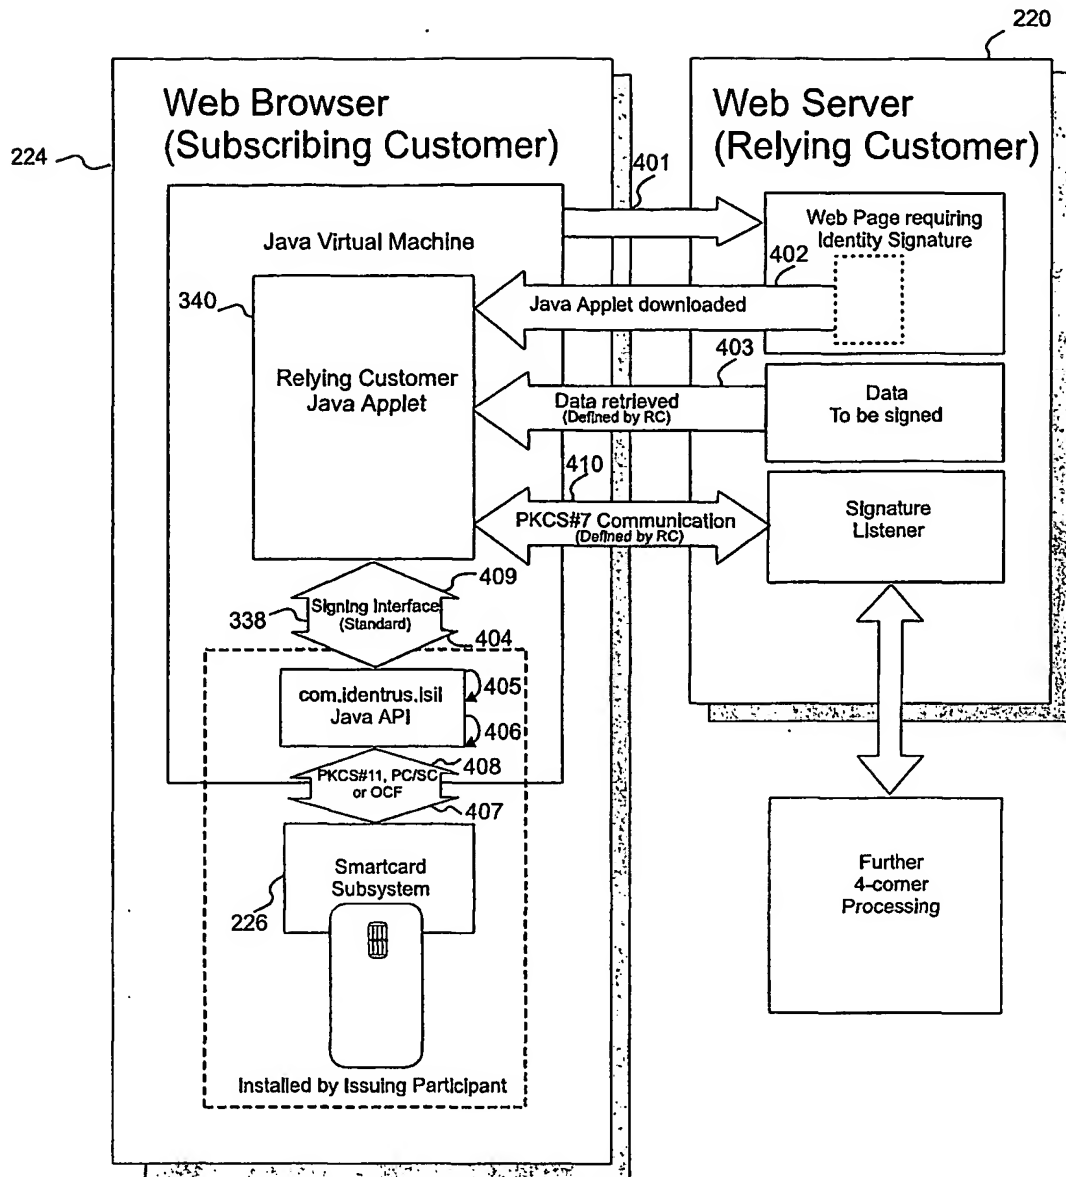 220
Web Browser
(Subscribing Customer)
224
Web Server
(Relying Customer)
401
Java Virtual Machine
Web Page requiring
Identity Signature
402
Java Applet downloaded
340
Relying Customer
Java Applet
403
Data retrieved
(Defined by RC)
Data
To be signed
410
PKCS#7 Communication
(Defined by RC)
Signature
Listener
409
338
Signing Interface
(Standard)
404
com.identrus.isil
Java API
405
406
408
PKCS#11, PC/SC
or OCF
407
Smartcard
Subsystem
226
Further
4-corner
Processing
Installed by Issuing Participant